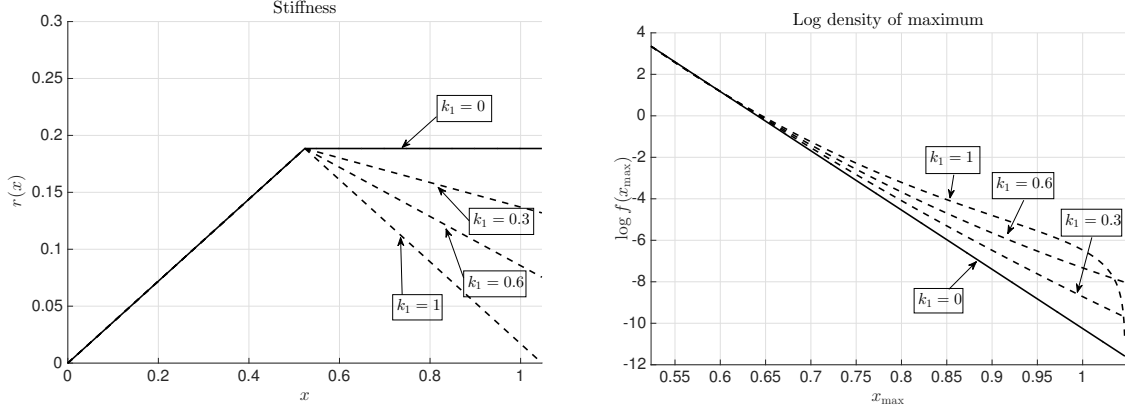 Stiffness
0.3
0.25
0.2
0.15
0.1
0.05
0
r(x)
k₁ = 0
k₁ = 0.3
k₁ = 0.6
k₁ = 1
0 0.2 0.4 0.6 0.8 1
x
Log density of maximum
4
2
0
-2
-4
-6
-8
-10
-12
log f(x_max)
k₁ = 1
k₁ = 0.6
k₁ = 0.3
k₁ = 0
0.55 0.6 0.65 0.7 0.75 0.8 0.85 0.9 0.95 1
x_max